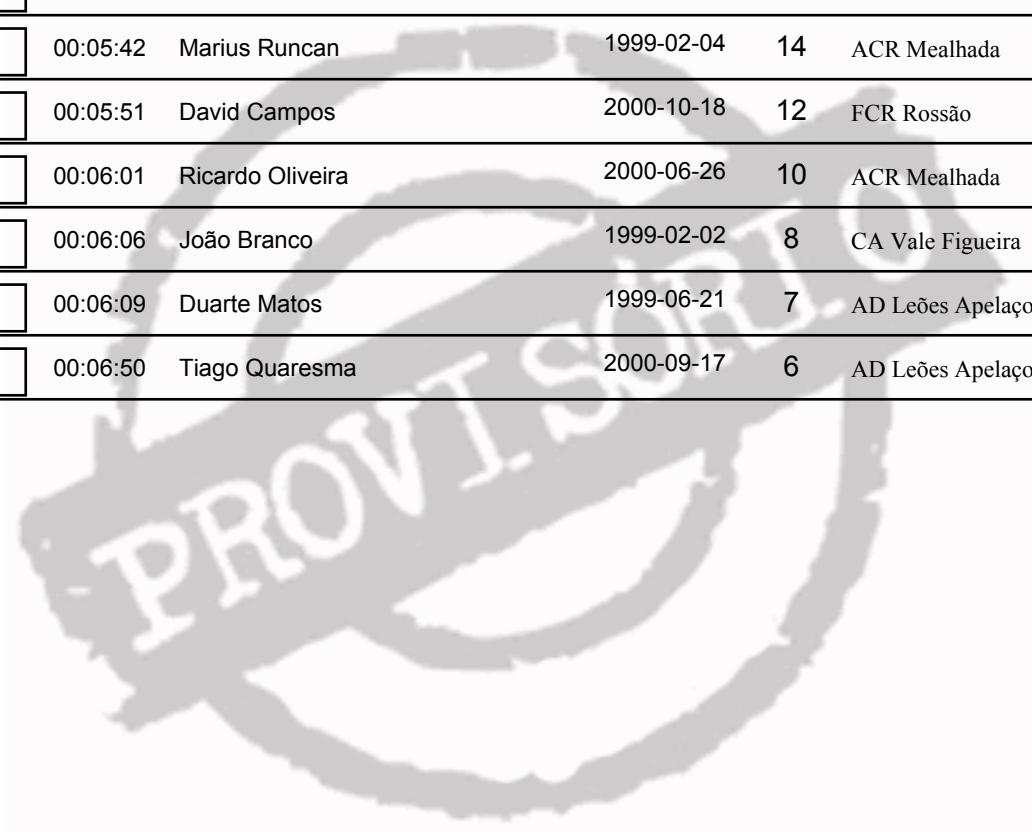 00:05:42 Marius Runcan 1999-02-04 14 ACR Mealhada
00:05:51 David Campos 2000-10-18 12 FCR Rossão
00:06:01 Ricardo Oliveira 2000-06-26 10 ACR Mealhada
00:06:06 João Branco 1999-02-02 8 CA Vale Figueira
00:06:09 Duarte Matos 1999-06-21 7 AD Leões Apelaço
00:06:50 Tiago Quaresma 2000-09-17 6 AD Leões Apelaço
PROVISÓRIO